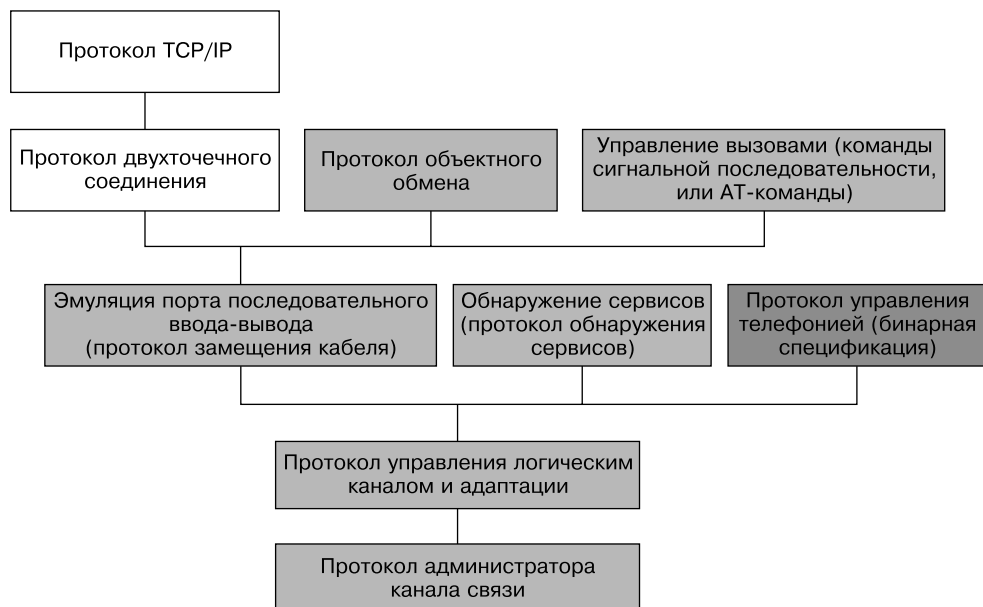 Протокол TCP/IP
Протокол двухточечного
соединения
Протокол объектного
обмена
Управление вызовами (команды
сигнальной последовательности,
или АТ-команды)
Эмуляция порта последовательного
ввода-вывода
(протокол замещения кабеля)
Обнаружение сервисов
(протокол обнаружения
сервисов)
Протокол управления
телефонией (бинарная
спецификация)
Протокол управления логическим
каналом и адаптации
Протокол администратора
канала связи